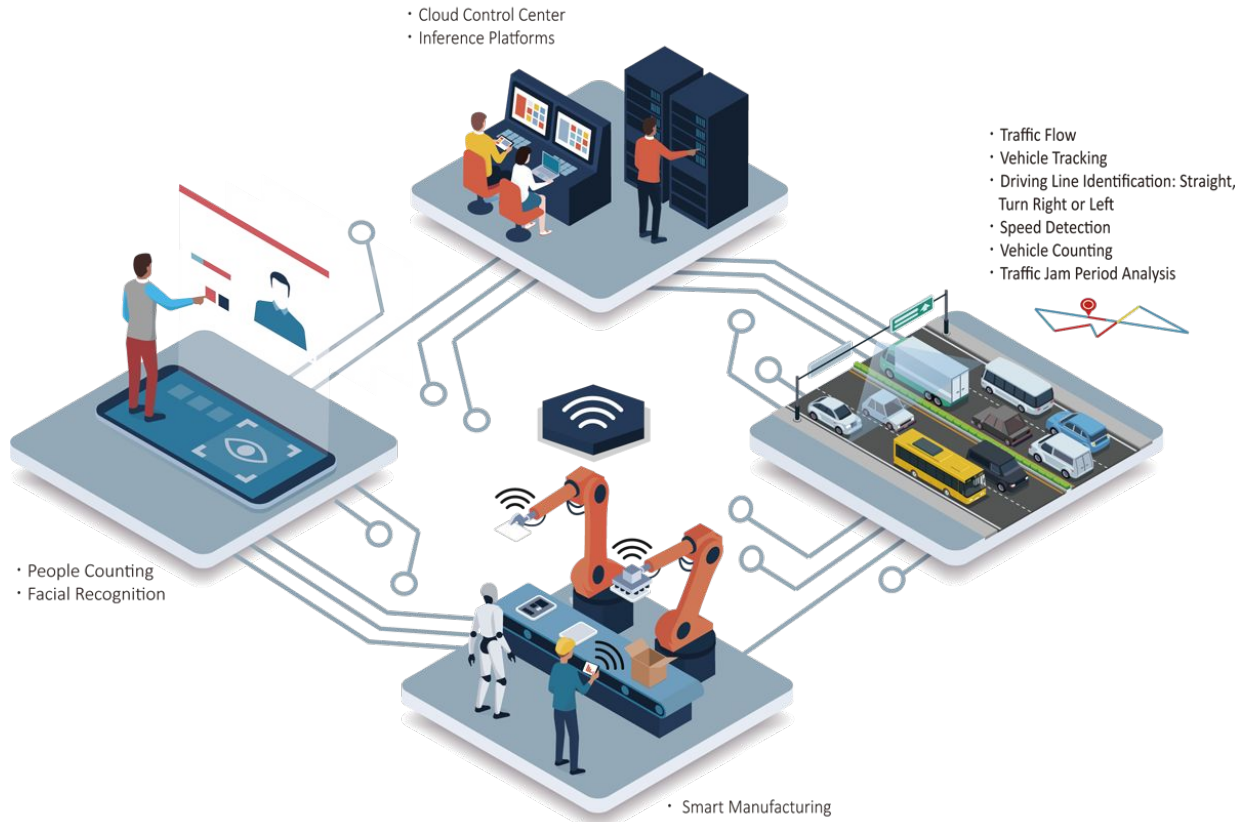 · Cloud Control Center
· Inference Platforms
· Traffic Flow
· Vehicle Tracking
· Driving Line Identification: Straight,
Turn Right or Left
· Speed Detection
· Vehicle Counting
· Traffic Jam Period Analysis
· People Counting
· Facial Recognition
· Smart Manufacturing